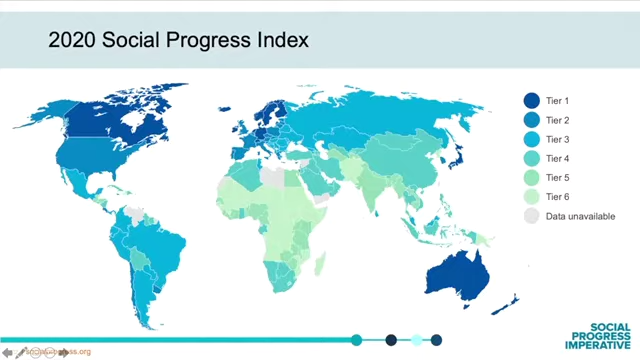 2020 Social Progress Index
Tier 1
Tier 2
Tier 3
Tier 4
Tier 5
Tier 6
Data unavailable
SOCIAL
PROGRESS
IMPERATIVE